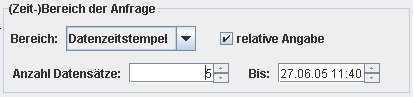 (Zeit-)Bereich der Anfrage
Bereich: Datenzeitstempel relative Angabe
Anzahl Datensätze: 5 Bis: 27.06.05 11:40